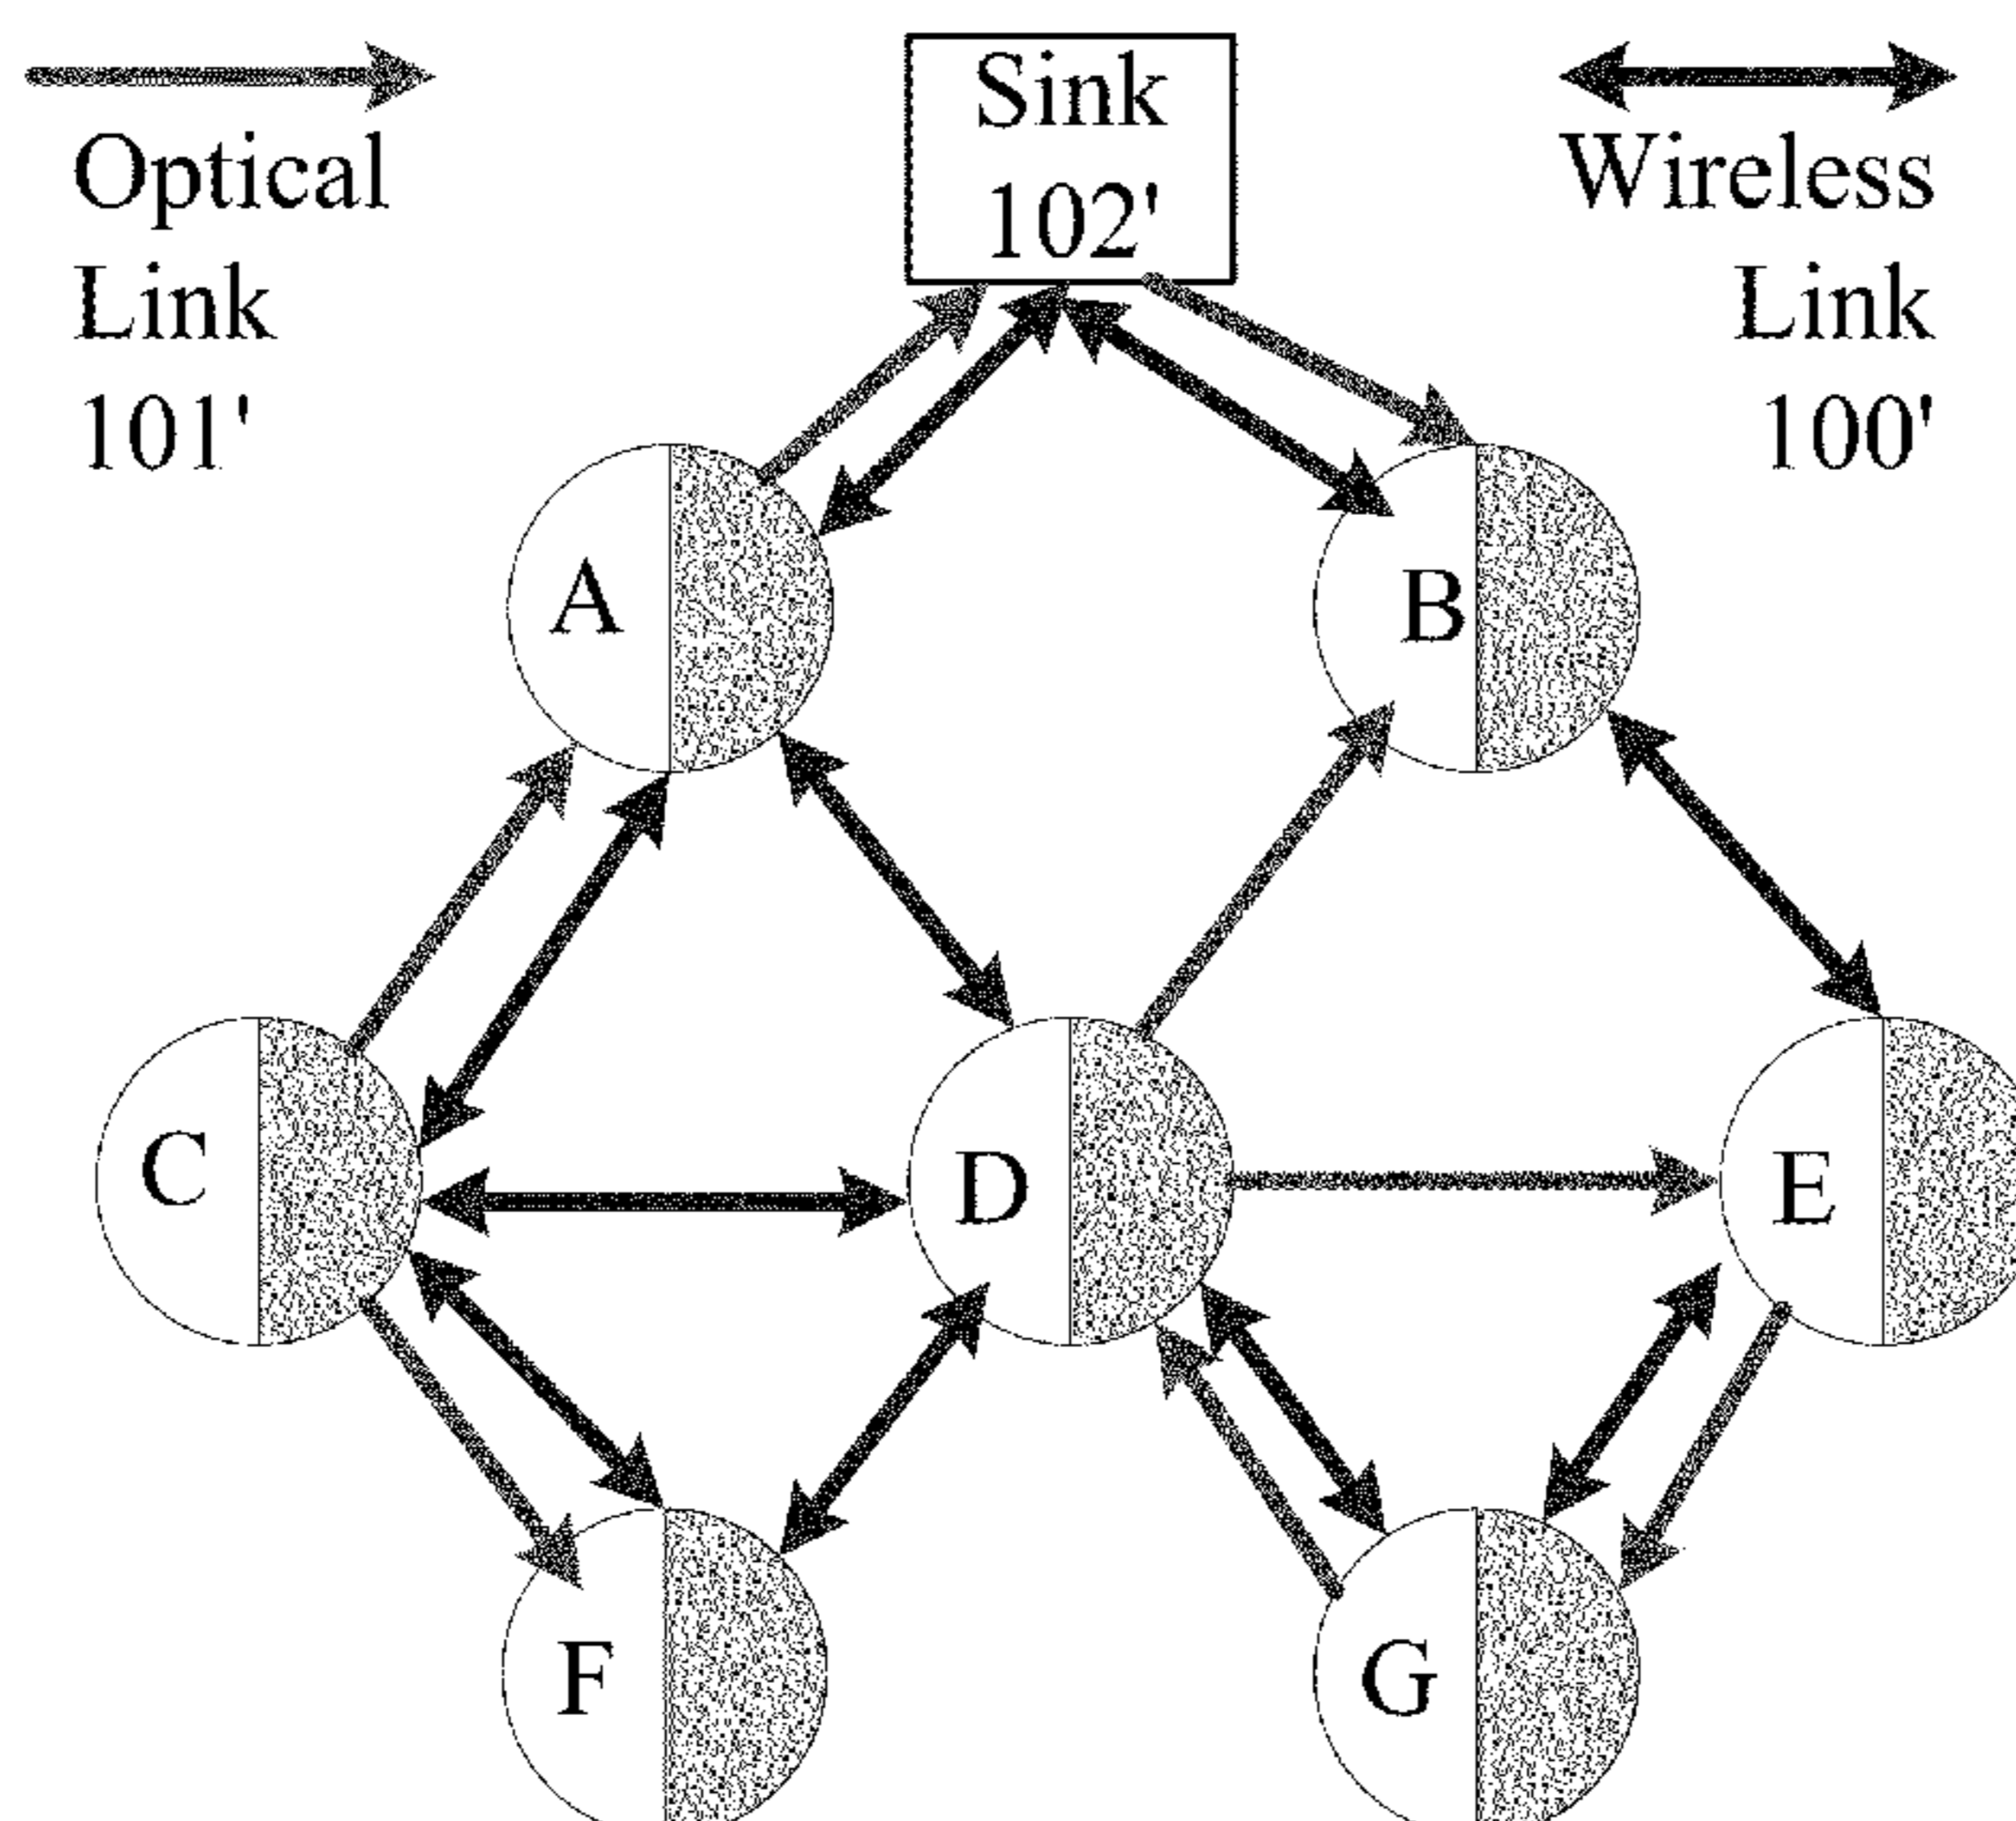 Optical
Link
101'
Sink
102'
Wireless
Link
100'
A
B
C
D
E
F
G